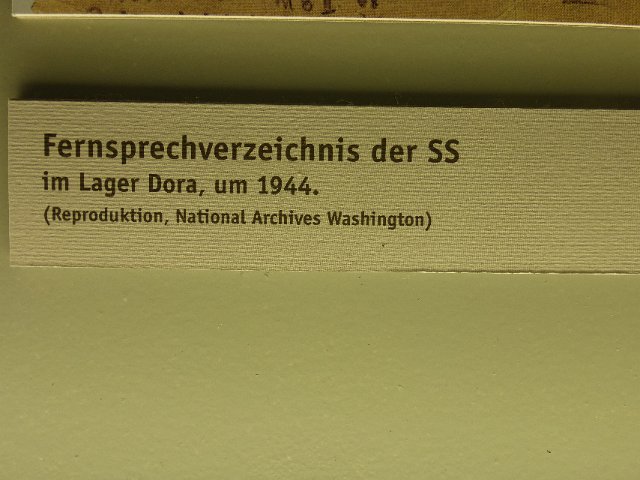 Fernsprechverzeichnis der SS
im Lager Dora, um 1944.
(Reproduktion, National Archives Washington)